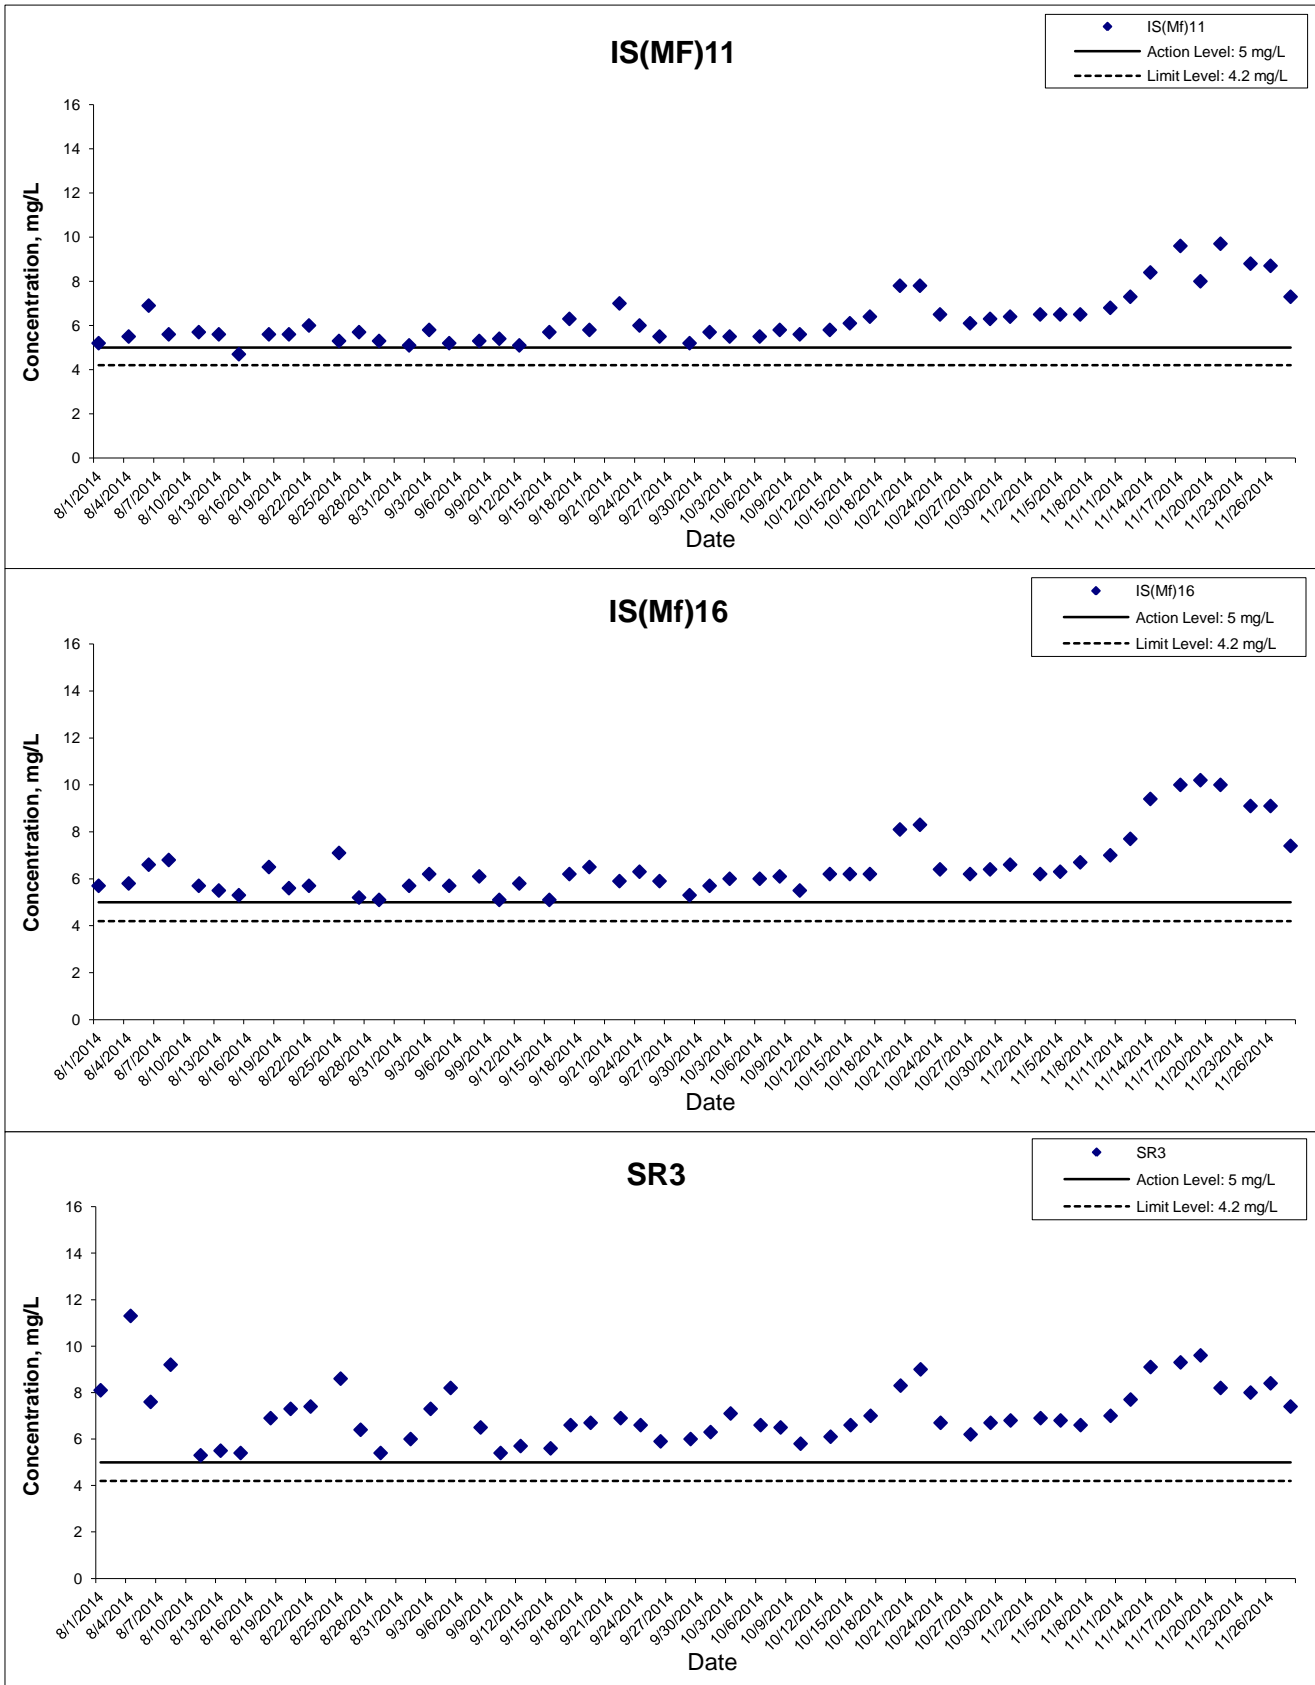 IS(MF)11
IS(Mf)11
Action Level: 5 mg/L
Limit Level: 4.2 mg/L
Concentration, mg/L
16
14
12
10
8
6
4
2
0
8/1/2014 8/4/2014 8/7/2014 8/10/2014 8/13/2014 8/16/2014 8/19/2014 8/22/2014 8/25/2014 8/28/2014 8/31/2014 9/3/2014 9/6/2014 9/9/2014 9/12/2014 9/15/2014 9/18/2014 9/21/2014 9/24/2014 9/27/2014 9/30/2014 10/3/2014 10/6/2014 10/9/2014 10/12/2014 10/15/2014 10/18/2014 10/21/2014 10/24/2014 10/27/2014 10/30/2014 11/2/2014 11/5/2014 11/8/2014 11/11/2014 11/14/2014 11/17/2014 11/20/2014 11/23/2014 11/26/2014
Date
IS(Mf)16
IS(Mf)16
Action Level: 5 mg/L
Limit Level: 4.2 mg/L
Concentration, mg/L
16
14
12
10
8
6
4
2
0
8/1/2014 8/4/2014 8/7/2014 8/10/2014 8/13/2014 8/16/2014 8/19/2014 8/22/2014 8/25/2014 8/28/2014 8/31/2014 9/3/2014 9/6/2014 9/9/2014 9/12/2014 9/15/2014 9/18/2014 9/21/2014 9/24/2014 9/27/2014 9/30/2014 10/3/2014 10/6/2014 10/9/2014 10/12/2014 10/15/2014 10/18/2014 10/21/2014 10/24/2014 10/27/2014 10/30/2014 11/2/2014 11/5/2014 11/8/2014 11/11/2014 11/14/2014 11/17/2014 11/20/2014 11/23/2014 11/26/2014
Date
SR3
SR3
Action Level: 5 mg/L
Limit Level: 4.2 mg/L
Concentration, mg/L
16
14
12
10
8
6
4
2
0
8/1/2014 8/4/2014 8/7/2014 8/10/2014 8/13/2014 8/16/2014 8/19/2014 8/22/2014 8/25/2014 8/28/2014 8/31/2014 9/3/2014 9/6/2014 9/9/2014 9/12/2014 9/15/2014 9/18/2014 9/21/2014 9/24/2014 9/27/2014 9/30/2014 10/3/2014 10/6/2014 10/9/2014 10/12/2014 10/15/2014 10/18/2014 10/21/2014 10/24/2014 10/27/2014 10/30/2014 11/2/2014 11/5/2014 11/8/2014 11/11/2014 11/14/2014 11/17/2014 11/20/2014 11/23/2014 11/26/2014
Date